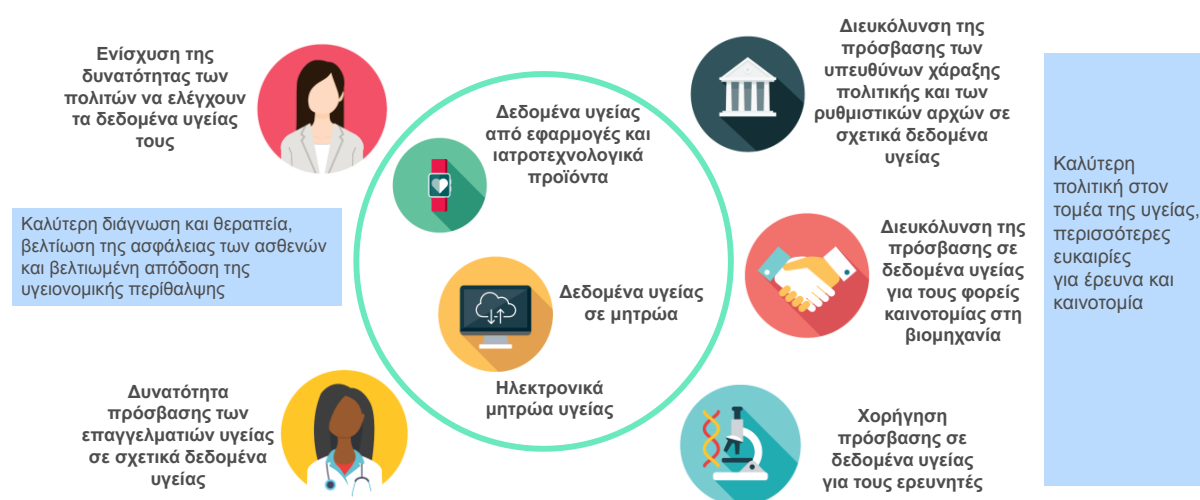 Ενίσχυση της
δυνατότητας των
πολιτών να ελέγχουν
τα δεδομένα υγείας
τους
Καλύτερη διάγνωση και θεραπεία,
βελτίωση της ασφάλειας των ασθενών
και βελτιωμένη απόδοση της
υγειονομικής περίθαλψης
Δυνατότητα
πρόσβασης των
επαγγελματιών υγείας
σε σχετικά δεδομένα
υγείας
Δεδομένα υγείας
από εφαρμογές και
ιατροτεχνολογικά
προϊόντα
Δεδομένα υγείας
σε μητρώα
Ηλεκτρονικά
μητρώα υγείας
Διευκόλυνση της
πρόσβασης των
υπευθύνων χάραξης
πολιτικής και των
ρυθμιστικών αρχών σε
σχετικά δεδομένα
υγείας
Διευκόλυνση της
πρόσβασης σε
δεδομένα υγείας
για τους φορείς
καινοτομίας στη
βιομηχανία
Χορήγηση
πρόσβασης σε
δεδομένα υγείας
για τους ερευνητές
Καλύτερη
πολιτική στον
τομέα της υγείας,
περισσότερες
ευκαιρίες
για έρευνα και
καινοτομία